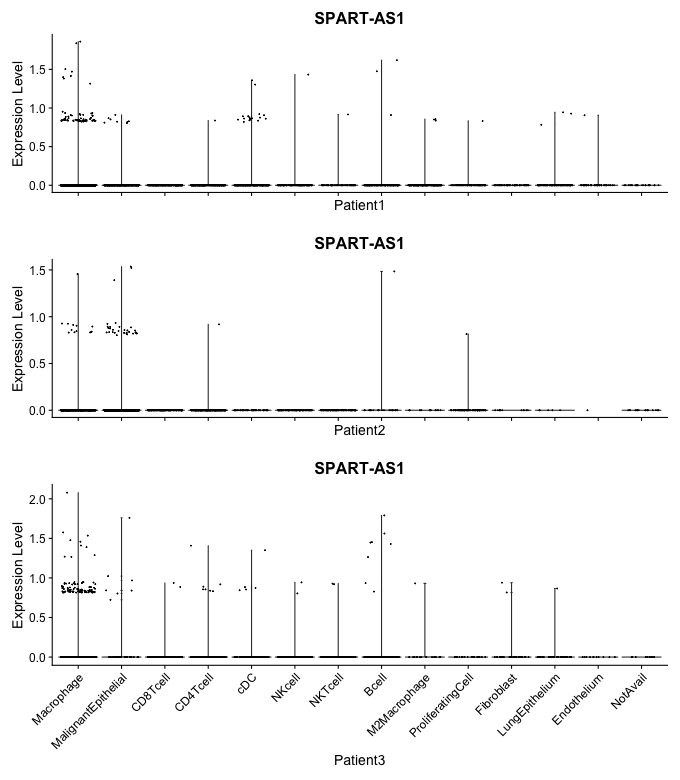 SPART-AS1
Expression Level
1.5
1.0
0.5
0.0
Patient1
SPART-AS1
Expression Level
1.5
1.0
0.5
0.0
Patient2
SPART-AS1
Expression Level
2.0
1.5
1.0
0.5
0.0
Macrophage
MalignantEpithelial
CD8Tcell
CD4Tcell
cDC
NKcell
NKTcell
Bcell
M2Macrophage
ProliferatingCell
Fibroblast
LungEpithelium
Endothelium
NotAvail
Patient3